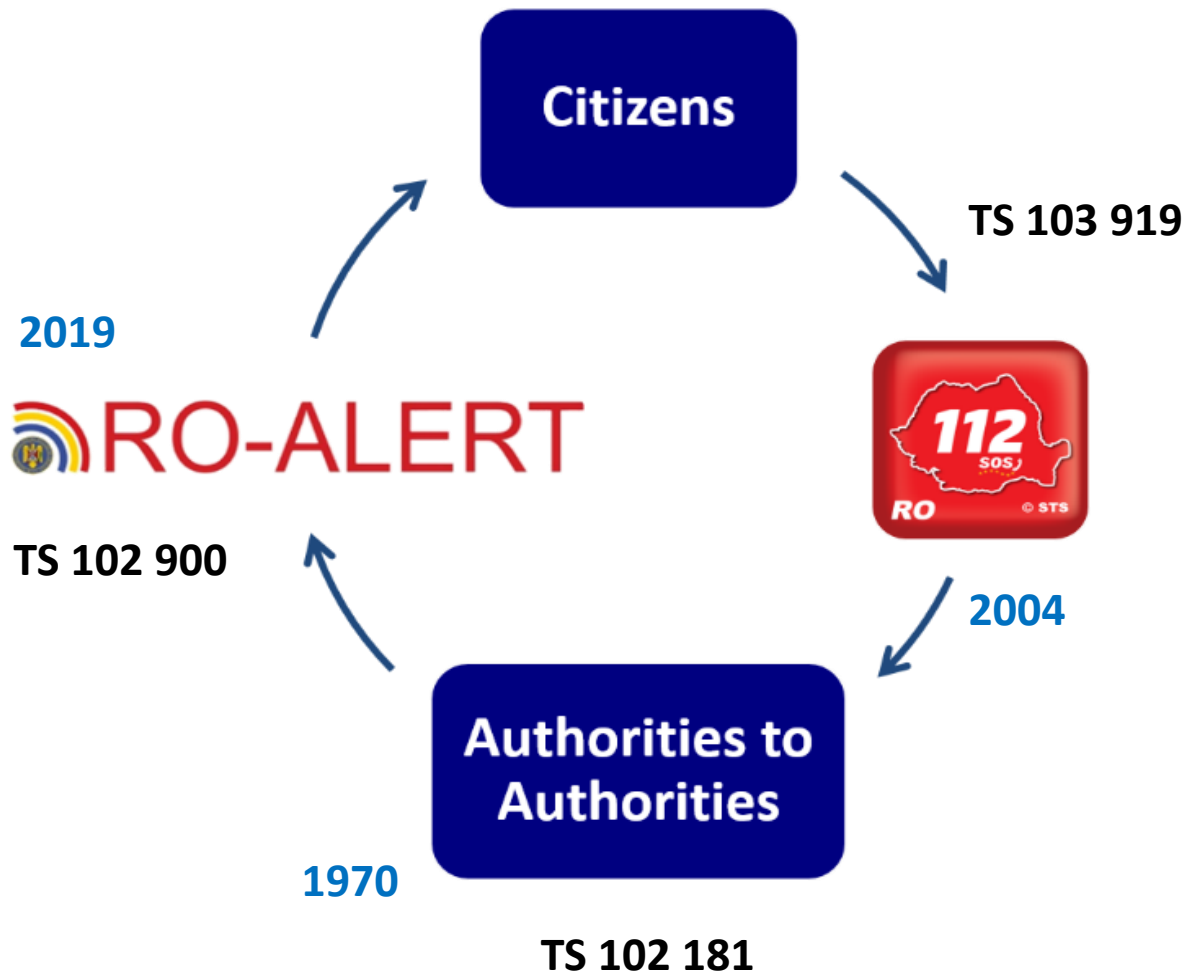 Citizens
TS 103 919
2019
RO-ALERT
112
SOS
RO
© STS
TS 102 900
2004
Authorities to
Authorities
1970
TS 102 181